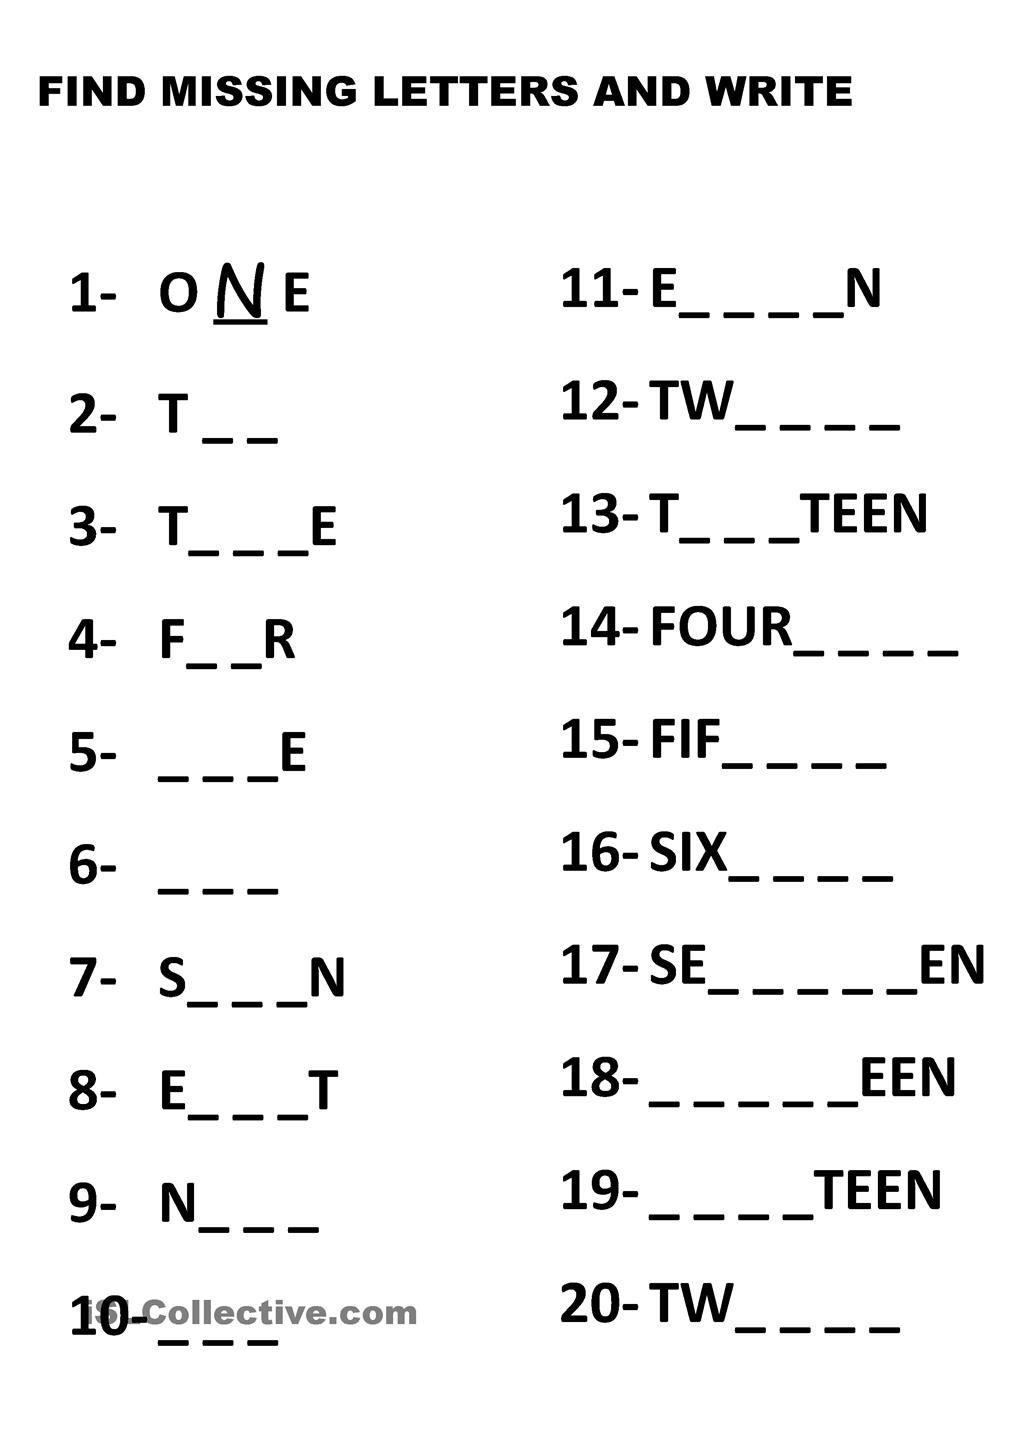 FIND MISSING LETTERS AND WRITE
1- O N E
2- T _ _
3- T_ _ _E
4- F_ _R
5- _ _ _E
6- _ _ _
7- S_ _ _N
8- E_ _ _T
9- N_ _ _
10- _ _ _
iSLCollective.com
11- E_ _ _ _N
12- TW_ _ _ _
13- T_ _ _TEEN
14- FOUR_ _ _ _
15- FIF_ _ _ _
16- SIX_ _ _ _
17- SE_ _ _ _ _EN
18- _ _ _ _ _EEN
19- _ _ _ _TEEN
20- TW_ _ _ _